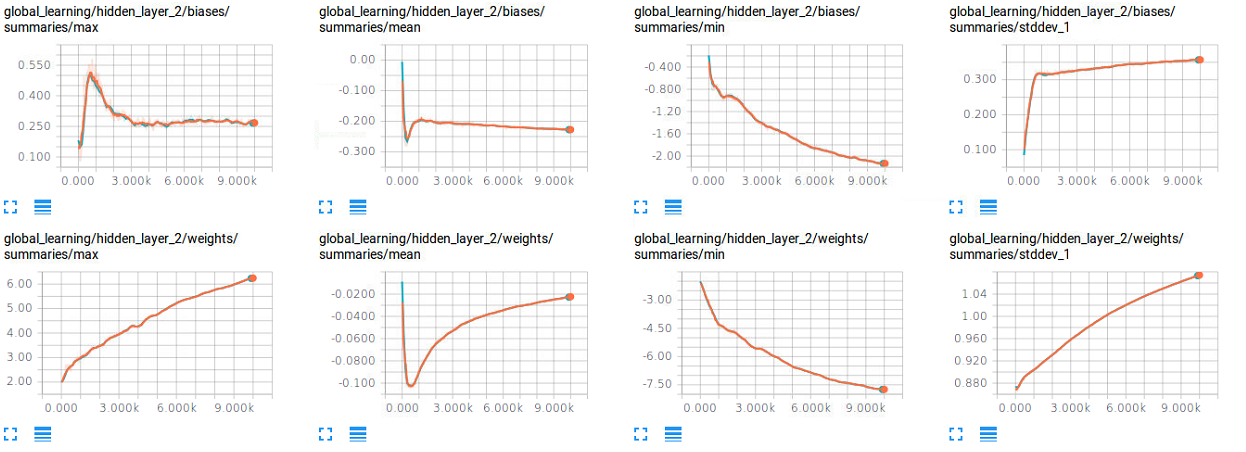 global_learning/hidden_layer_2/biases/
summaries/max
0.550
0.400
0.250
0.100
0.000 3.000k 6.000k 9.000k
global_learning/hidden_layer_2/biases/
summaries/mean
0.00
-0.100
-0.200
-0.300
0.000 3.000k 6.000k 9.000k
global_learning/hidden_layer_2/biases/
summaries/min
-0.400
-0.800
-1.20
-1.60
-2.00
0.000 3.000k 6.000k 9.000k
global_learning/hidden_layer_2/biases/
summaries/stddev_1
0.300
0.200
0.100
0.000 3.000k 6.000k 9.000k
global_learning/hidden_layer_2/weights/
summaries/max
6.00
5.00
4.00
3.00
2.00
0.000 3.000k 6.000k 9.000k
global_learning/hidden_layer_2/weights/
summaries/mean
-0.0200
-0.0400
-0.0600
-0.0800
-0.100
0.000 3.000k 6.000k 9.000k
global_learning/hidden_layer_2/weights/
summaries/min
-3.00
-4.50
-6.00
-7.50
0.000 3.000k 6.000k 9.000k
global_learning/hidden_layer_2/weights/
summaries/stddev_1
1.04
1.00
0.960
0.920
0.880
0.000 3.000k 6.000k 9.000k